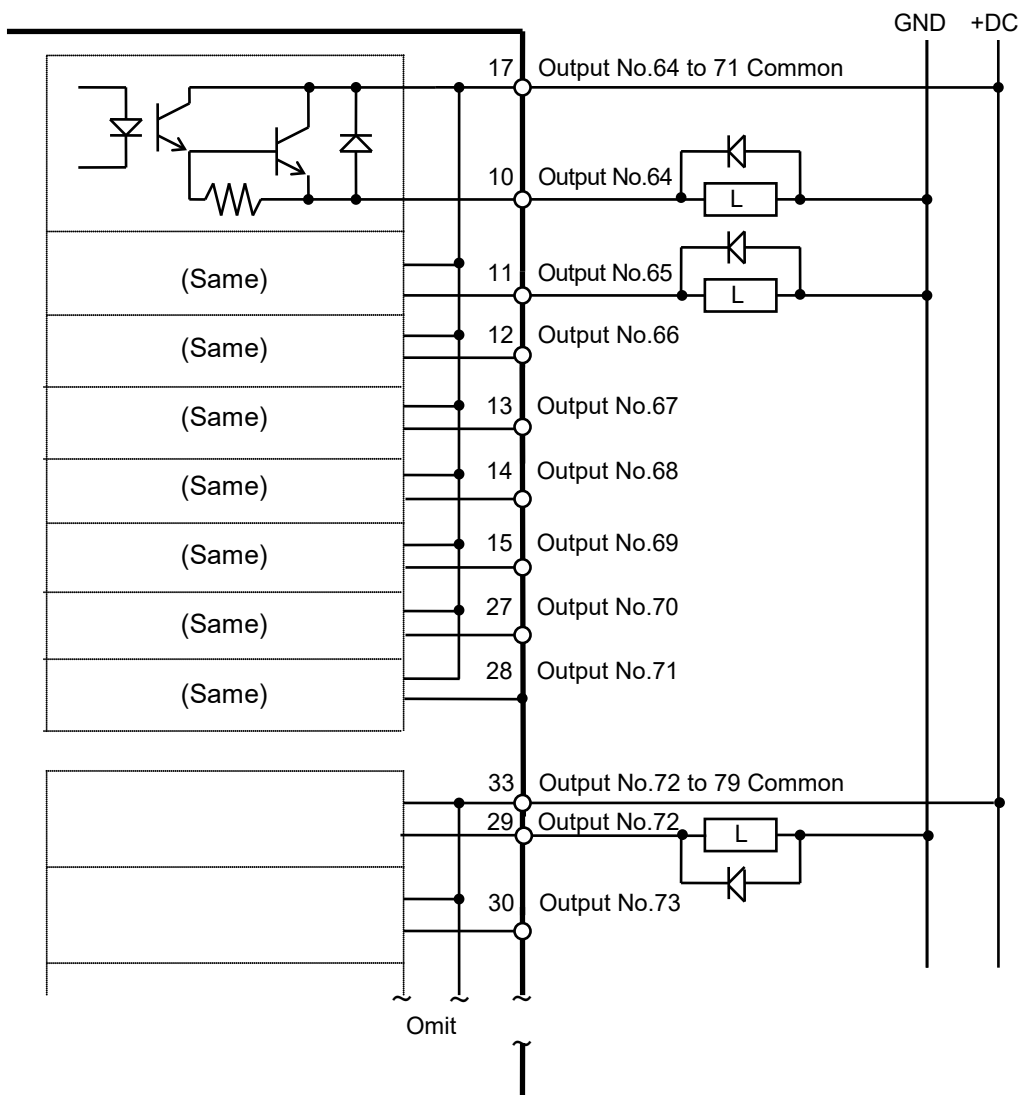 GND +DC
17 Output No.64 to 71 Common
10 Output No.64
L
(Same) 11 Output No.65
L
(Same) 12 Output No.66
(Same) 13 Output No.67
(Same) 14 Output No.68
(Same) 15 Output No.69
(Same) 27 Output No.70
(Same) 28 Output No.71
33 Output No.72 to 79 Common
29 Output No.72
L
30 Output No.73
Omit